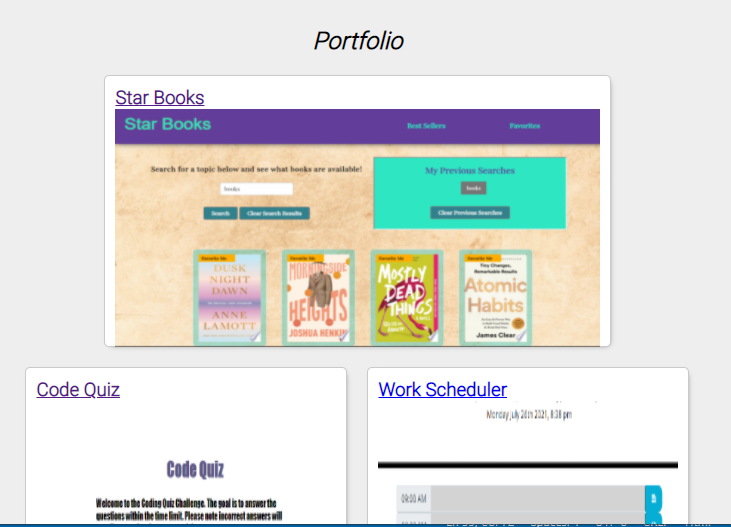 Portfolio
Star Books
Star Books Best Sellers Favorites
Search for a topic below and see what books are available!
My Previous Searches
books
books
Search Clear Search Results
Clear Previous Searches
Favorite Me Favorite Me Favorite Me Favorite Me
DUSK
NIGHT
DAWN
ANNE
LAMOTT
MORNINGSIDE
HEIGHTS
JOSHUA HENKIN
MOSTLY
DEAD
THINGS
Tiny Changes,
Remarkable Results
Atomic
Habits
James Clear
Code Quiz
Work Scheduler
Monday July 26th 2021, 8:38 pm
Code Quiz
09:00 AM
Welcome to the Coding Quiz Challenge. The goal is to answer the
questions within the time limit. Please note incorrect answers will